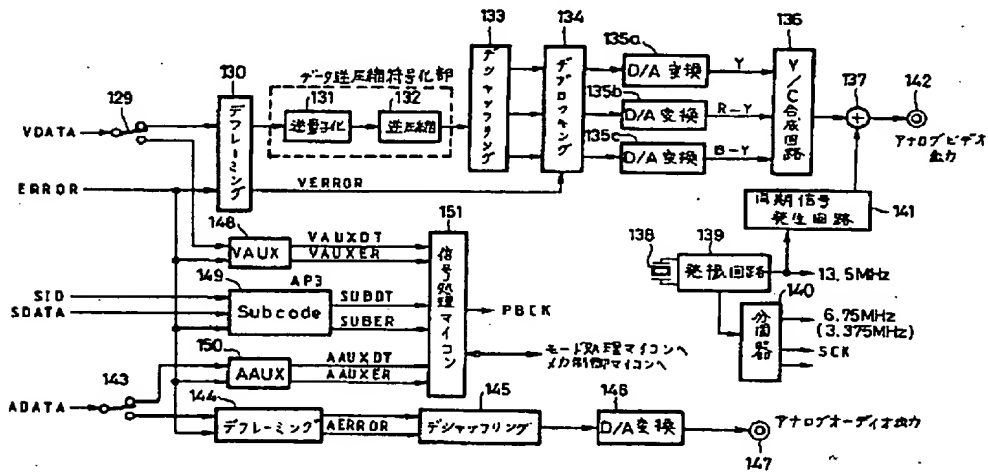 133
134
135a
136
130
データ逆圧縮符号化部
D/A 変換
Y
137
142
129
131
132
135b
VDATA
デフレーミング
逆量子化
逆圧縮
デシャッフリング
デブロッキング
D/A 変換
R-Y
Y/C合成回路
アナログビデオ
出力
135c
D/A 変換
B-Y
ERROR
VERROR
151
同期信号
発生回路
141
148
VAUX
VAUXDT
VAUXER
138
139
発振回路
13.5MHz
149
AP3
SID
SDATA
Subcode
SUBDT
SUBER
信号処理マイコン
PBCK
140
分周器
6.75MHz
(3.375MHz)
SCK
150
AAUX
AAUXDT
AAUXER
モード処理マイコンへ
メカ制御マイコンへ
143
ADATA
144
145
146
デフレーミング
AERROR
デシャッフリング
D/A変換
アナログオーディオ出力
147